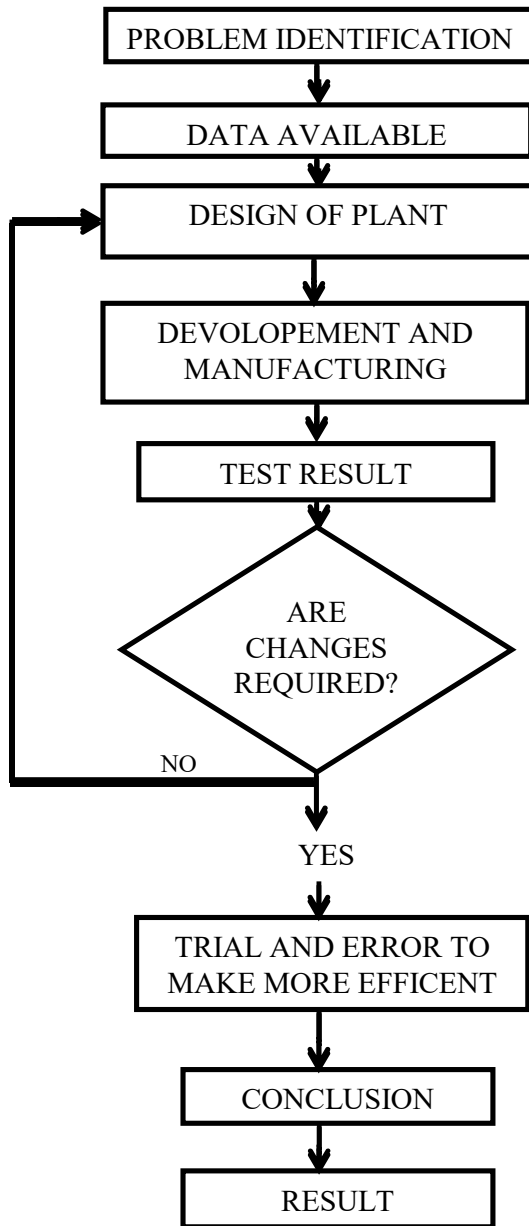 PROBLEM IDENTIFICATION
DATA AVAILABLE
DESIGN OF PLANT
DEVOLOPEMENT AND
MANUFACTURING
TEST RESULT
ARE
CHANGES
REQUIRED?
NO
YES
TRIAL AND ERROR TO
MAKE MORE EFFICENT
CONCLUSION
RESULT